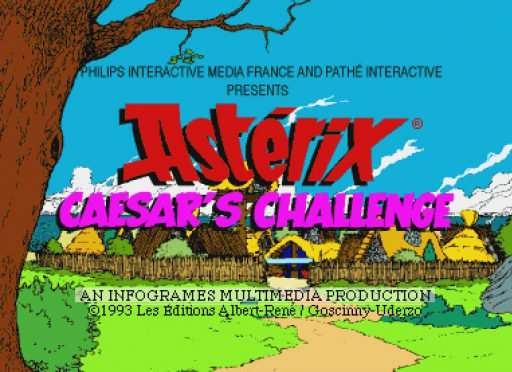 PHILIPS INTERACTIVE MEDIA FRANCE AND PATHÉ INTERACTIVE
PRESENTS
Astérix®
CAESAR'S CHALLENGE
AN INFOGRAMES MULTIMEDIA PRODUCTION
©1993 Les Editions Albert-René / Goscinny-Uderzo